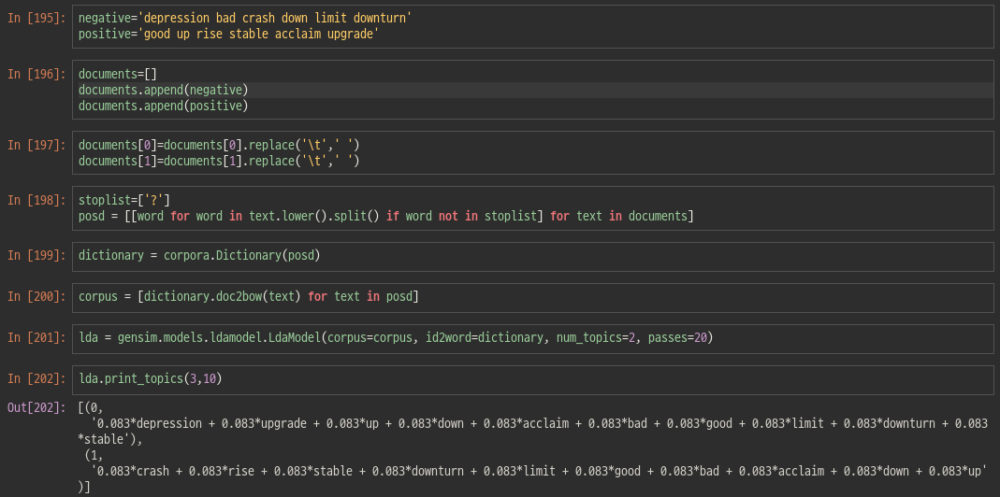 In [195]: negative='depression bad crash down limit downturn'
positive='good up rise stable acclaim upgrade'
In [196]: documents=[]
documents.append(negative)
documents.append(positive)
In [197]: documents[0]=documents[0].replace('\t',' ')
documents[1]=documents[1].replace('\t',' ')
In [198]: stoplist=['?']
posd = [[word for word in text.lower().split() if word not in stoplist] for text in documents]
In [199]: dictionary = corpora.Dictionary(posd)
In [200]: corpus = [dictionary.doc2bow(text) for text in posd]
In [201]: lda = gensim.models.ldamodel.LdaModel(corpus=corpus, id2word=dictionary, num_topics=2, passes=20)
In [202]: lda.print_topics(3,10)
Out[202]: [(0,
'0.083*depression + 0.083*upgrade + 0.083*up + 0.083*down + 0.083*acclaim + 0.083*bad + 0.083*good + 0.083*limit + 0.083*downturn + 0.083
*stable'),
(1,
'0.083*crash + 0.083*rise + 0.083*stable + 0.083*downturn + 0.083*limit + 0.083*good + 0.083*bad + 0.083*acclaim + 0.083*down + 0.083*up'
)]